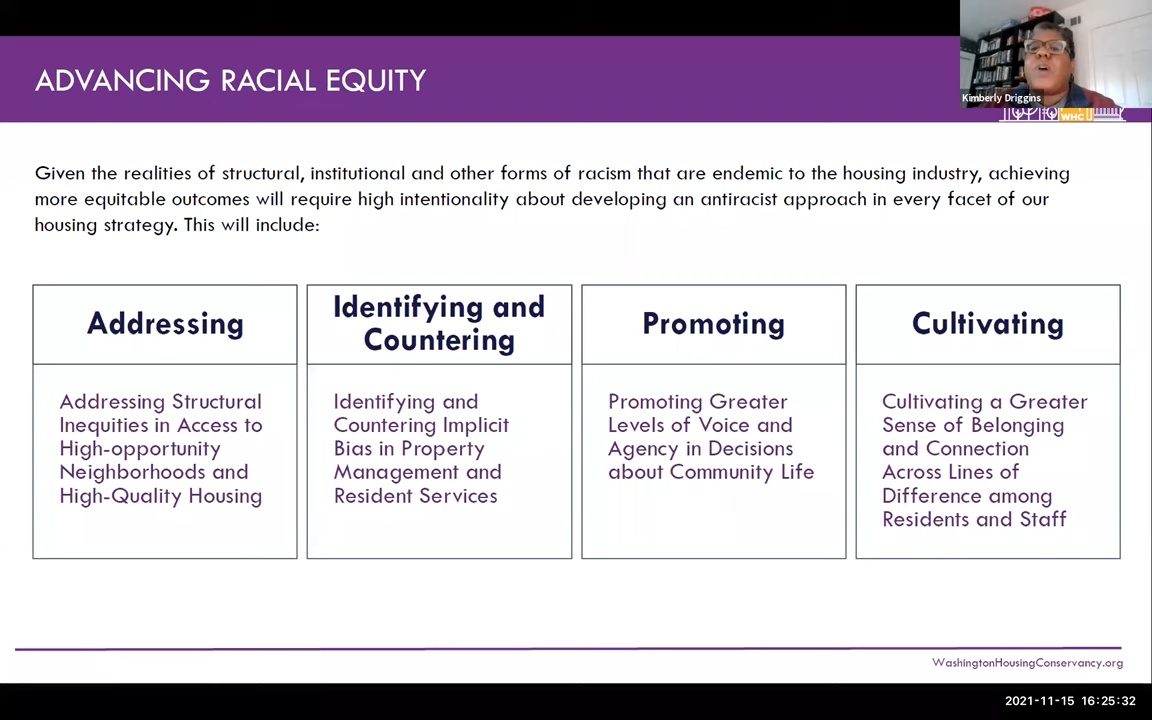 ADVANCING RACIAL EQUITY
Kimberly Driggins
WHC
Given the realities of structural, institutional and other forms of racism that are endemic to the housing industry, achieving
more equitable outcomes will require high intentionality about developing an antiracist approach in every facet of our
housing strategy. This will include:
Addressing
Addressing Structural
Inequities in Access to
High-opportunity
Neighborhoods and
High-Quality Housing
Identifying and
Countering
Identifying and
Countering Implicit
Bias in Property
Management and
Resident Services
Promoting
Promoting Greater
Levels of Voice and
Agency in Decisions
about Community Life
Cultivating
Cultivating a Greater
Sense of Belonging
and Connection
Across Lines of
Difference among
Residents and Staff
WashingtonHousingConservancy.org
2021-11-15 16:25:32